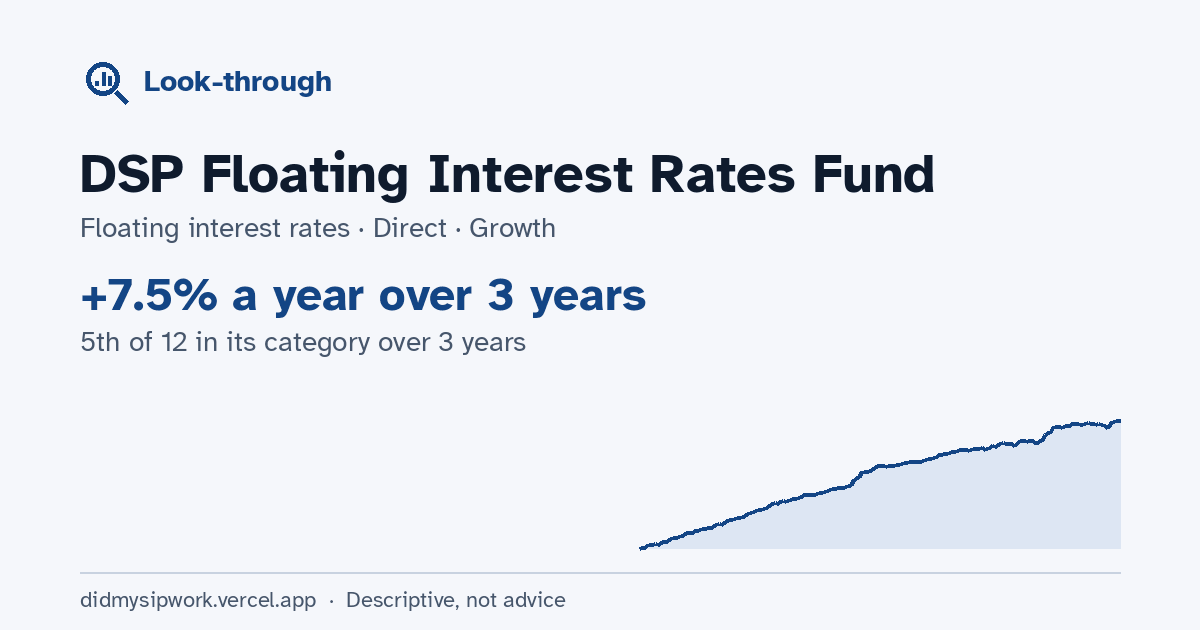 Look-through
DSP Floating Interest Rates Fund
Floating interest rates · Direct · Growth
+7.5% a year over 3 years
5th of 12 in its category over 3 years
didmysipwork.vercel.app · Descriptive, not advice